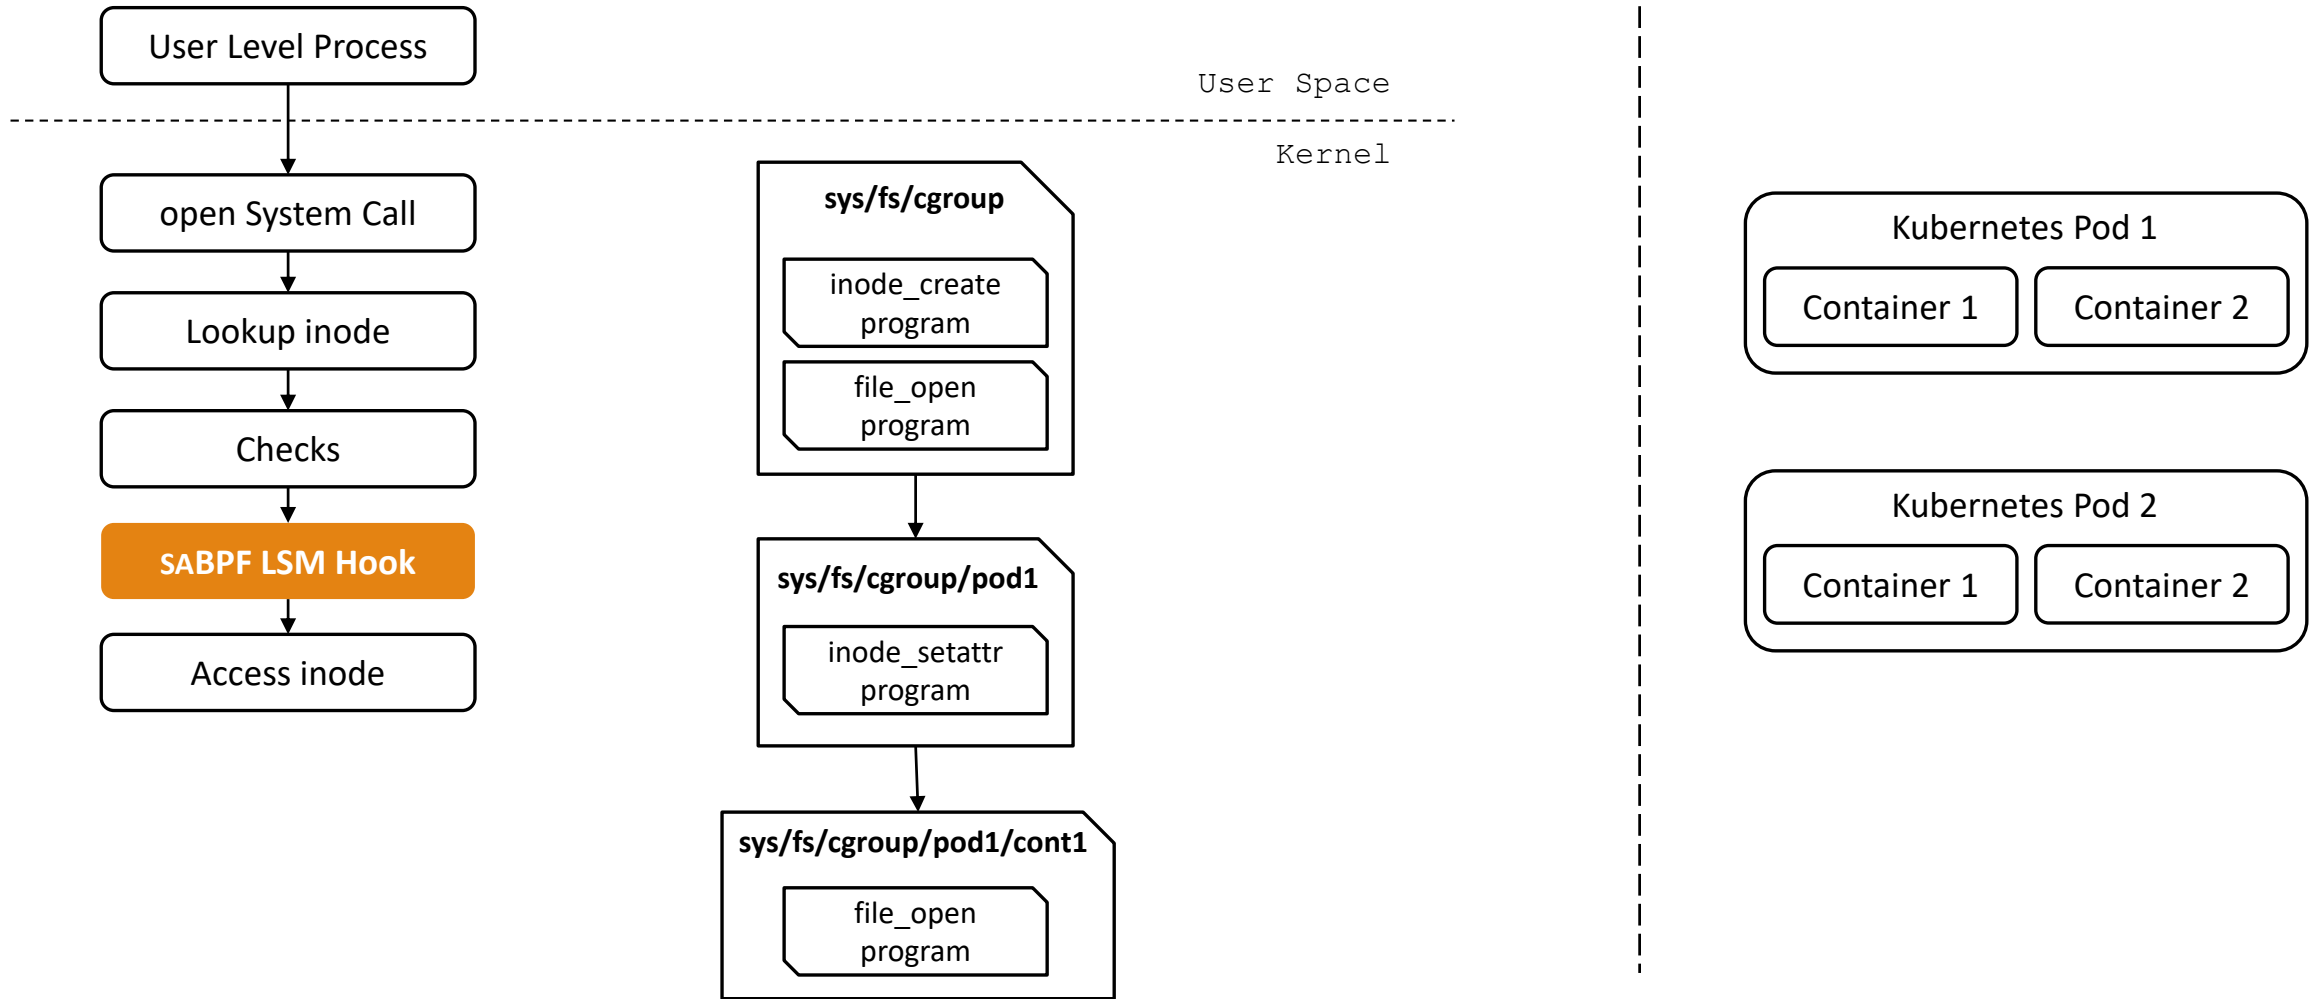 User Level Process
User Space
Kernel
open System Call
Lookup inode
Checks
SABPF LSM Hook
Access inode
sys/fs/cgroup
inode_create
program
file_open
program
sys/fs/cgroup/pod1
inode_setattr
program
sys/fs/cgroup/pod1/cont1
file_open
program
Kubernetes Pod 1
Container 1
Container 2
Kubernetes Pod 2
Container 1
Container 2